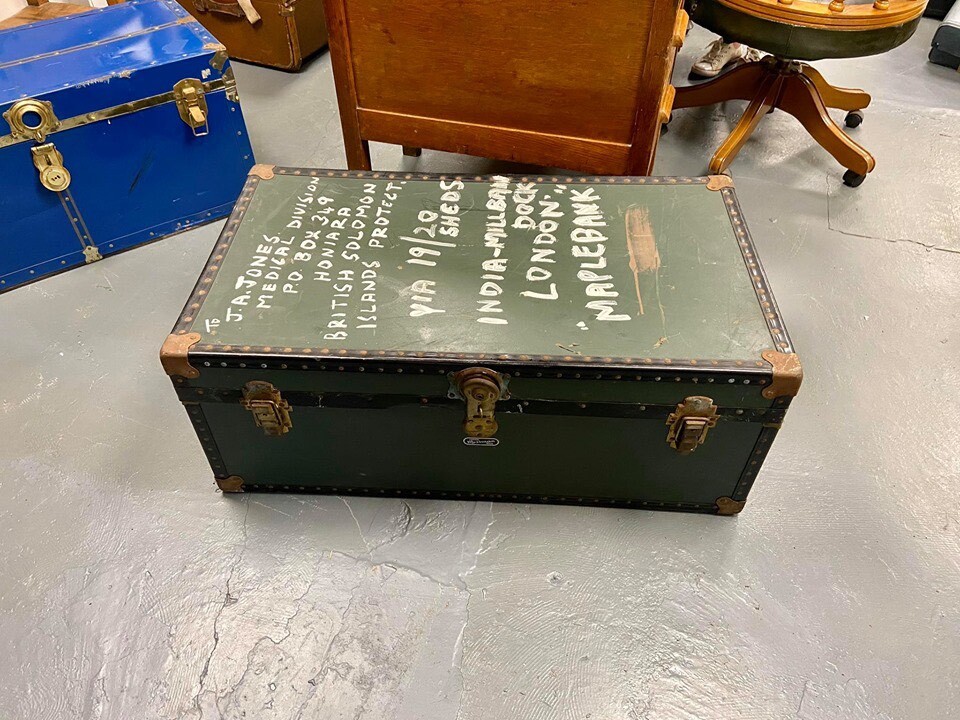 To
J.A. JONES
MEDICAL DIVISION
P.O. BOX 349
HONIARA
BRITISH SOLOMON
ISLANDS PROTECT.
VIA 19/20
SHEDS
INDIA-MILLBAN
DOCK
LONDON."
"MAPLEBANK"